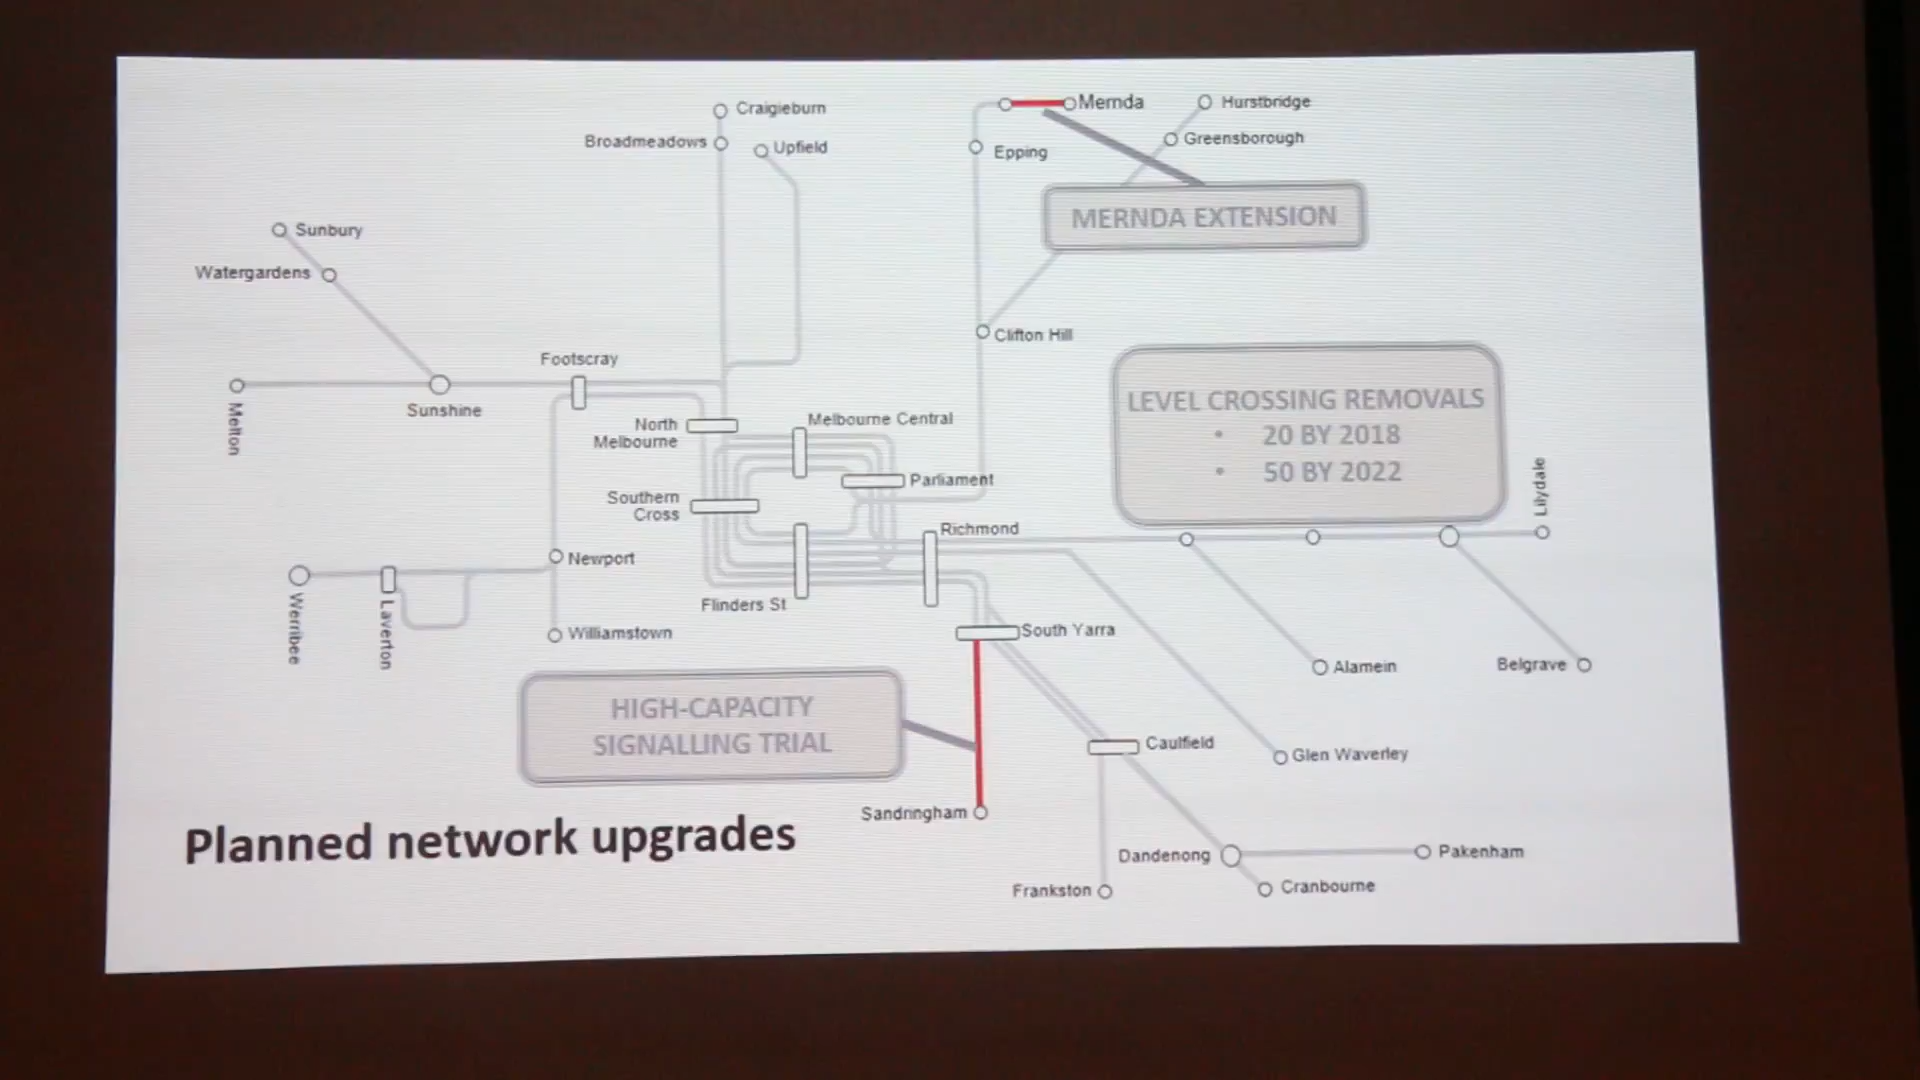 Craigieburn
Mernda
Hurstbridge
Broadmeadows
Upfield
Epping
Greensborough
MERNDA EXTENSION
Sunbury
Watergardens
Clifton Hill
Footscray
Melton
Sunshine
North
Melbourne
Melbourne Central
LEVEL CROSSING REMOVALS
• 20 BY 2018
• 50 BY 2022
Parliament
Southern
Cross
Richmond
Lilydale
Newport
Flinders St
Werribee
Laverton
Williamstown
South Yarra
Alamein
Belgrave
HIGH-CAPACITY
SIGNALLING TRIAL
Caulfield
Glen Waverley
Sandringham
Planned network upgrades
Dandenong
Pakenham
Frankston
Cranbourne